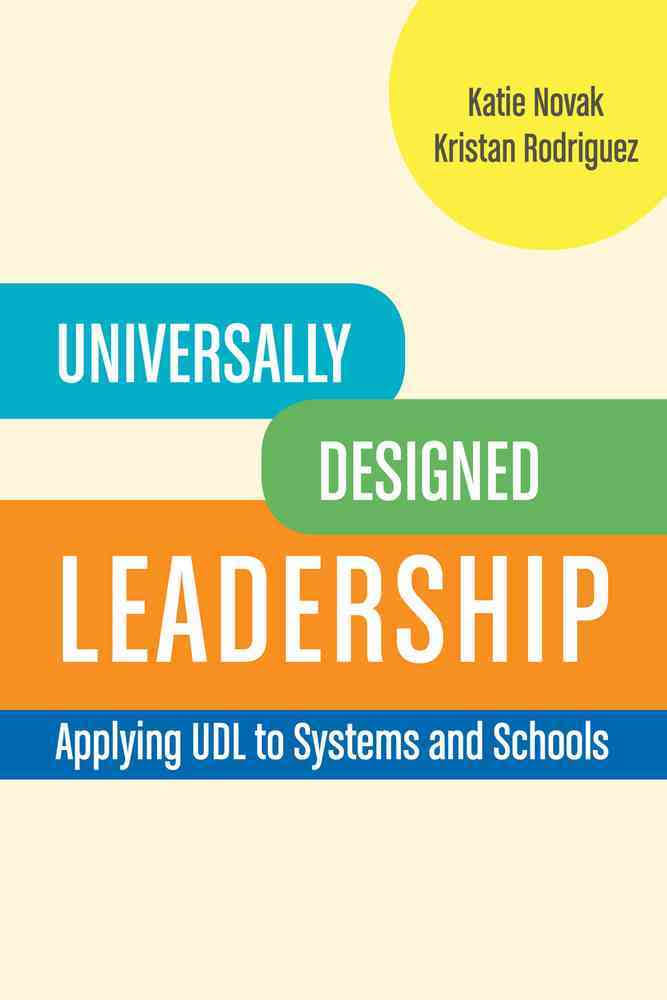 Katie Novak
Kristan Rodriguez
UNIVERSALLY
DESIGNED
LEADERSHIP
Applying UDL to Systems and Schools